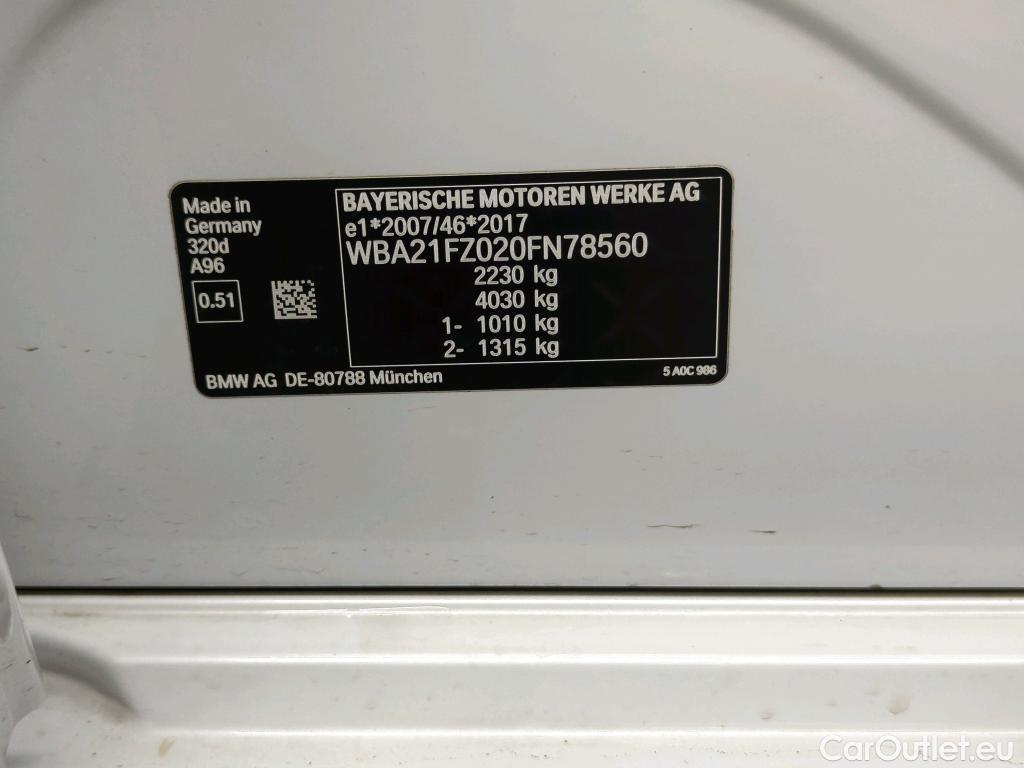 Made in
Germany
320d
A96
0.51
BAYERISCHE MOTOREN WERKE AG
e1*2007/46*2017
WBA21FZ020FN78560
2230 kg
4030 kg
1- 1010 kg
2- 1315 kg
BMW AG DE-80788 München
5 A0C 986
CarOutlet.eu